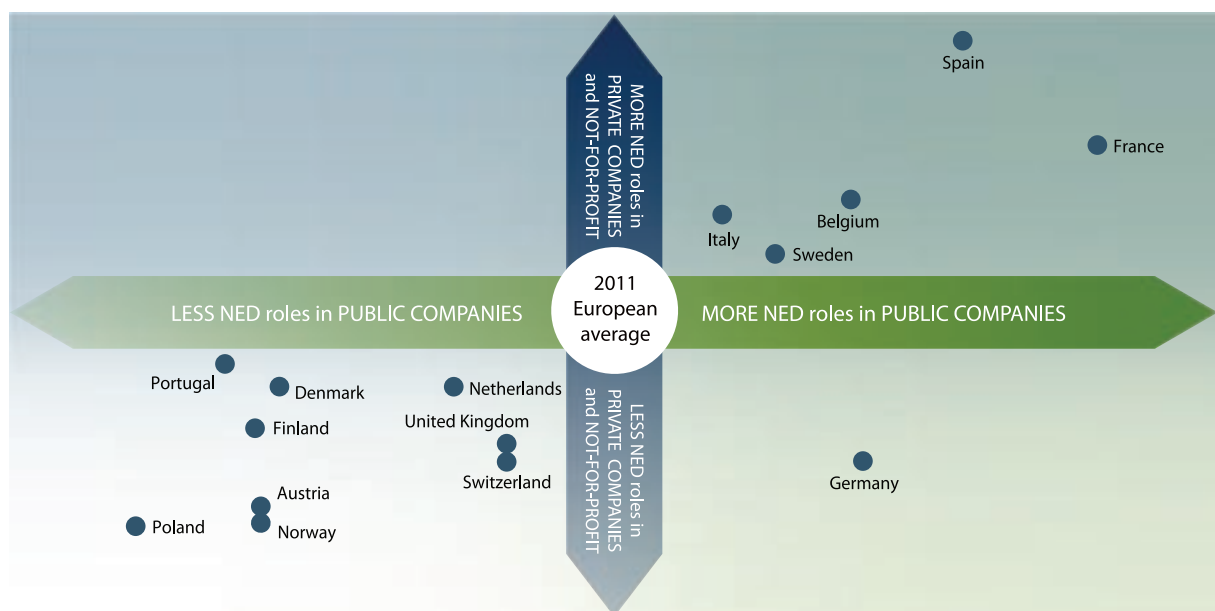 Spain
MORE NED roles in
PRIVATE COMPANIES
and NOT-FOR-PROFIT
France
Belgium
Italy
Sweden
2011
European
average
LESS NED roles in PUBLIC COMPANIES
MORE NED roles in PUBLIC COMPANIES
Portugal
Denmark
Netherlands
United Kingdom
Finland
Switzerland
LESS NED roles in
PRIVATE COMPANIES
and NOT-FOR-PROFIT
Germany
Austria
Poland
Norway